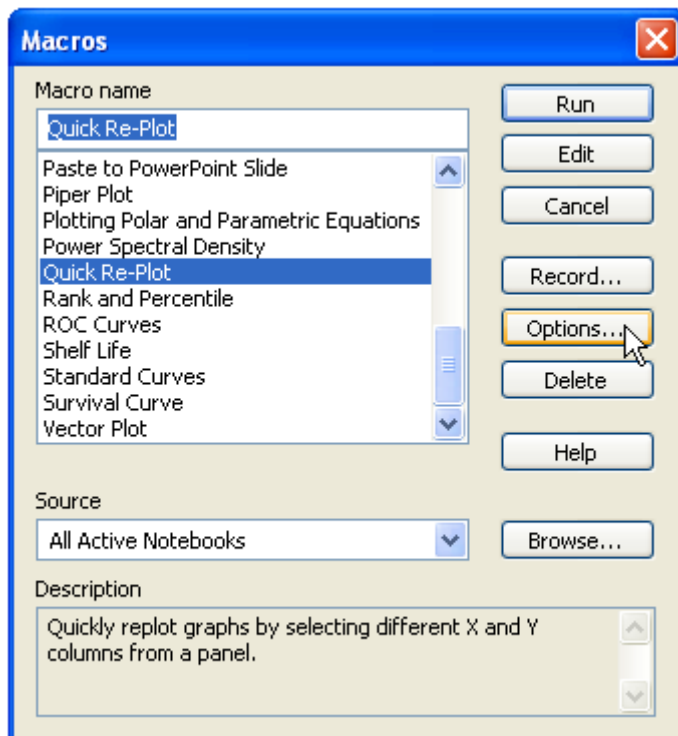 Macros
Macro name
Quick Re-Plot
Paste to PowerPoint Slide
Piper Plot
Plotting Polar and Parametric Equations
Power Spectral Density
Quick Re-Plot
Rank and Percentile
ROC Curves
Shelf Life
Standard Curves
Survival Curve
Vector Plot
Run
Edit
Cancel
Record...
Options...
Delete
Help
Source
All Active Notebooks
Browse...
Description
Quickly replot graphs by selecting different X and Y
columns from a panel.